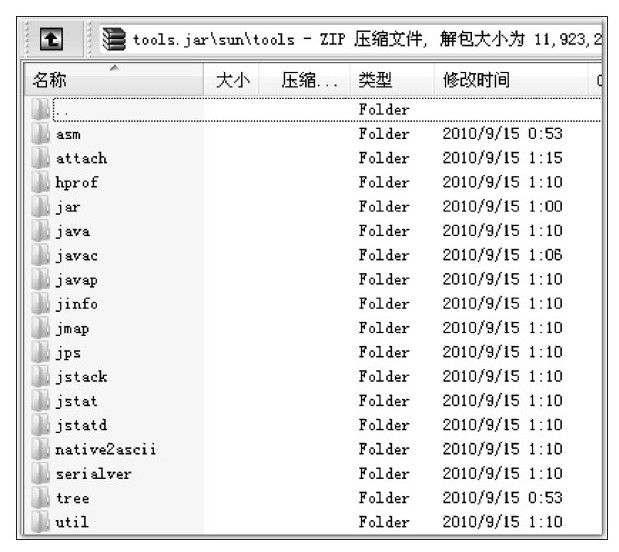 tools.jar\sun\tools - ZIP 压缩文件, 解包大小为 11,923,2
名称 大小 压缩... 类型 修改时间
.. Folder
asm Folder 2010/9/15 0:53
attach Folder 2010/9/15 1:15
hprof Folder 2010/9/15 1:10
jar Folder 2010/9/15 1:00
java Folder 2010/9/15 1:10
javac Folder 2010/9/15 1:06
javap Folder 2010/9/15 1:10
jinfo Folder 2010/9/15 1:10
jmap Folder 2010/9/15 1:10
jps Folder 2010/9/15 1:10
jstack Folder 2010/9/15 1:10
jstat Folder 2010/9/15 1:10
jstatd Folder 2010/9/15 1:10
native2ascii Folder 2010/9/15 1:10
serialver Folder 2010/9/15 1:10
tree Folder 2010/9/15 0:53
util Folder 2010/9/15 1:10